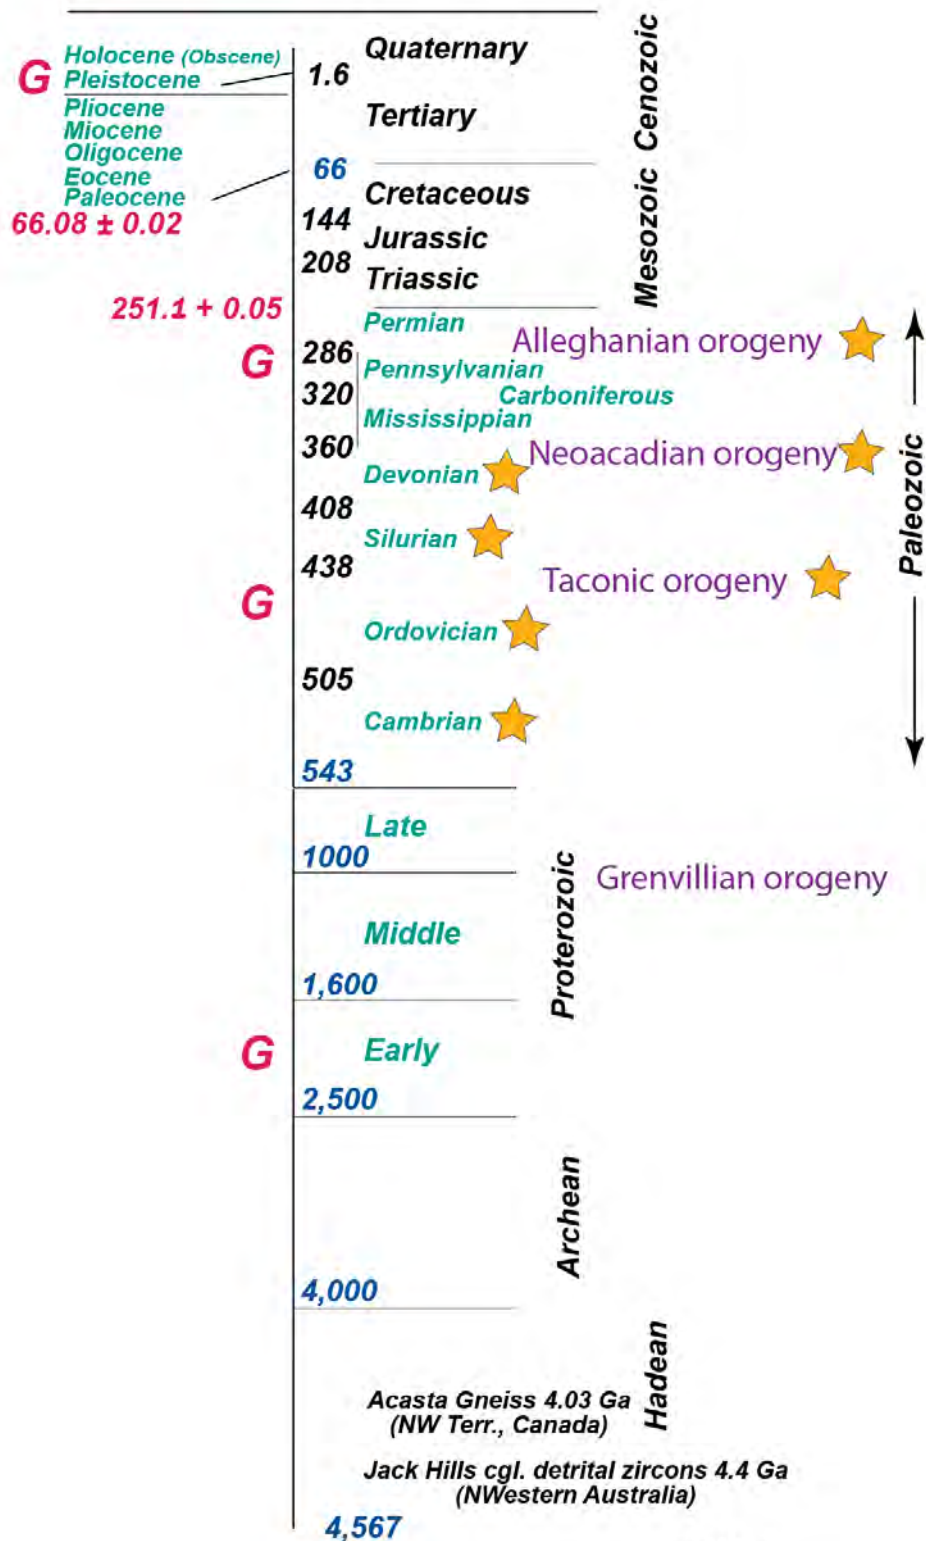 Quaternary
Holocene (Obscene)
G
Pleistocene
1.6
Cenozoic
Pliocene
Tertiary
Miocene
Oligocene
Eocene
66
Paleocene
Cretaceous
66.08 ± 0.02
144
Mesozoic
Jurassic
208
Triassic
251.1 + 0.05
Permian
Alleghanian orogeny
G
286
Pennsylvanian
320
Carboniferous
Mississippian
360
Neoacadian orogeny
Devonian
Paleozoic
408
Silurian
438
Taconic orogeny
G
Ordovician
505
Cambrian
543
Late
1000
Grenvillian orogeny
Middle
Proterozoic
1,600
G
Early
2,500
Archean
4,000
Hadean
Acasta Gneiss 4.03 Ga
(NW Terr., Canada)
Jack Hills cgl. detrital zircons 4.4 Ga
(NWestern Australia)
4,567